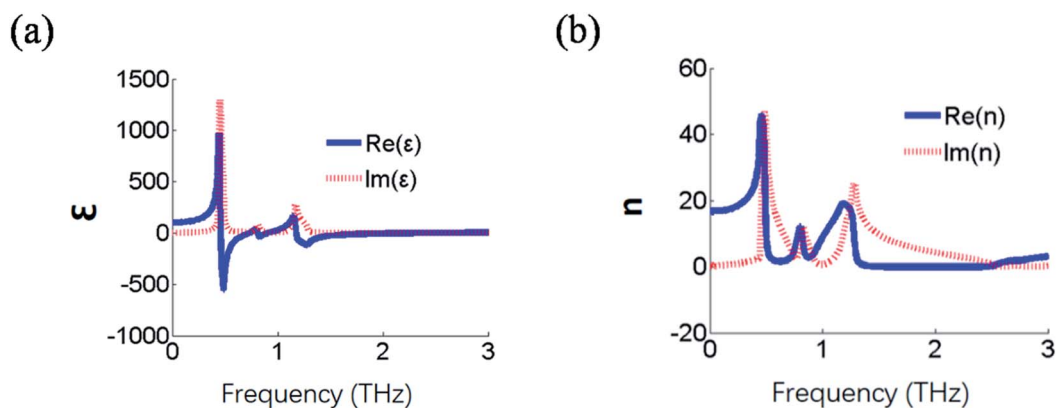 (a)
(b)
1500
1000
500
0
-500
-1000
ε
Re(ε)
Im(ε)
0
1
2
3
Frequency (THz)
60
40
20
0
-20
n
Re(n)
Im(n)
0
1
2
3
Frequency (THz)